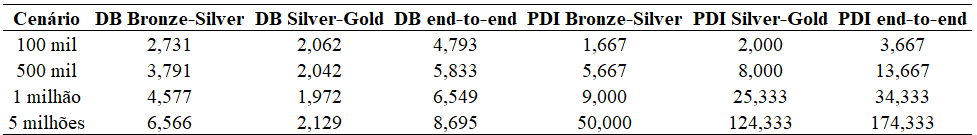 Cenário DB Bronze-Silver DB Silver-Gold DB end-to-end PDI Bronze-Silver PDI Silver-Gold PDI end-to-end
100 mil 2,731 2,062 4,793 1,667 2,000 3,667
500 mil 3,791 2,042 5,833 5,667 8,000 13,667
1 milhão 4,577 1,972 6,549 9,000 25,333 34,333
5 milhões 6,566 2,129 8,695 50,000 124,333 174,333